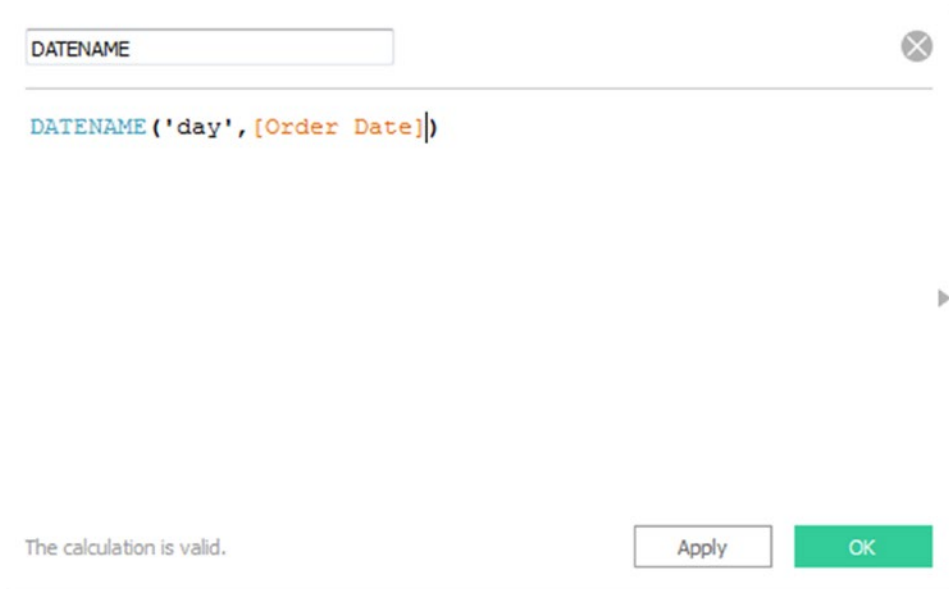 DATENAME
DATENAME('day',[Order Date])
The calculation is valid.
Apply
OK